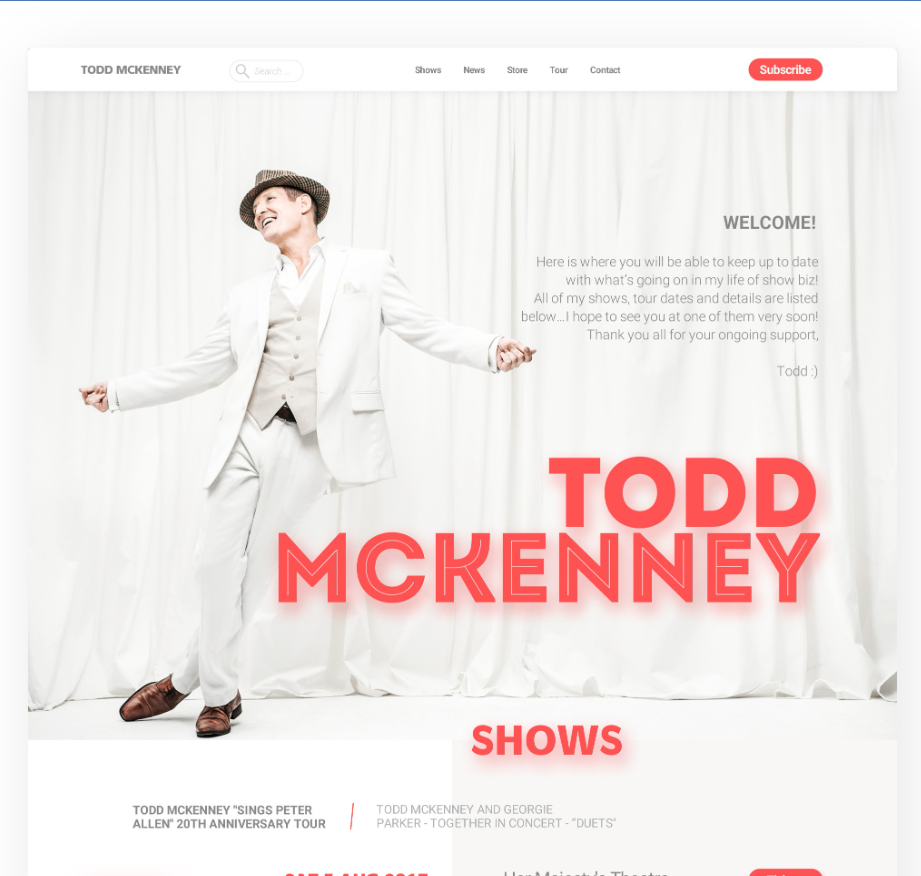 TODD MCKENNEY
Search ...
Shows News Store Tour Contact
Subscribe
WELCOME!
Here is where you will be able to keep up to date
with what's going on in my life of show biz!
All of my shows, tour dates and details are listed
below...I hope to see you at one of them very soon!
Thank you all for your ongoing support,
Todd :)
TODD
MCKENNEY
SHOWS
TODD MCKENNEY "SINGS PETER
ALLEN" 20TH ANNIVERSARY TOUR
TODD MCKENNEY AND GEORGIE
PARKER - TOGETHER IN CONCERT - "DUETS"
SAT 5 AUG 2017
Her Majesty's Theatre